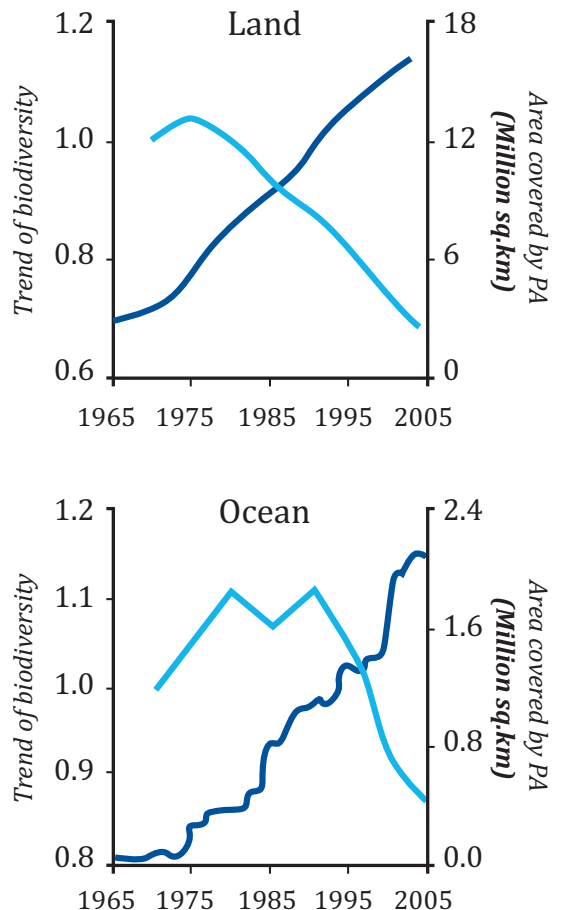 Land
Trend of biodiversity
1.2
1.0
0.8
0.6
18
12
6
0
Area covered by PA
(Million sq.km)
1965 1975 1985 1995 2005
Ocean
Trend of biodiversity
1.2
1.1
1.0
0.9
0.8
2.4
1.6
0.8
0.0
Area covered by PA
(Million sq.km)
1965 1975 1985 1995 2005